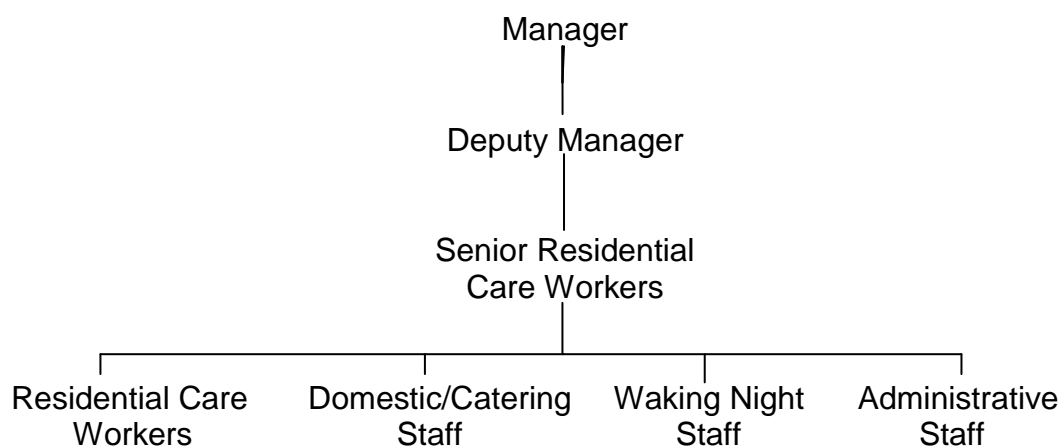 Manager
Deputy Manager
Senior Residential
Care Workers
Residential Care
Workers
Domestic/Catering
Staff
Waking Night
Staff
Administrative
Staff